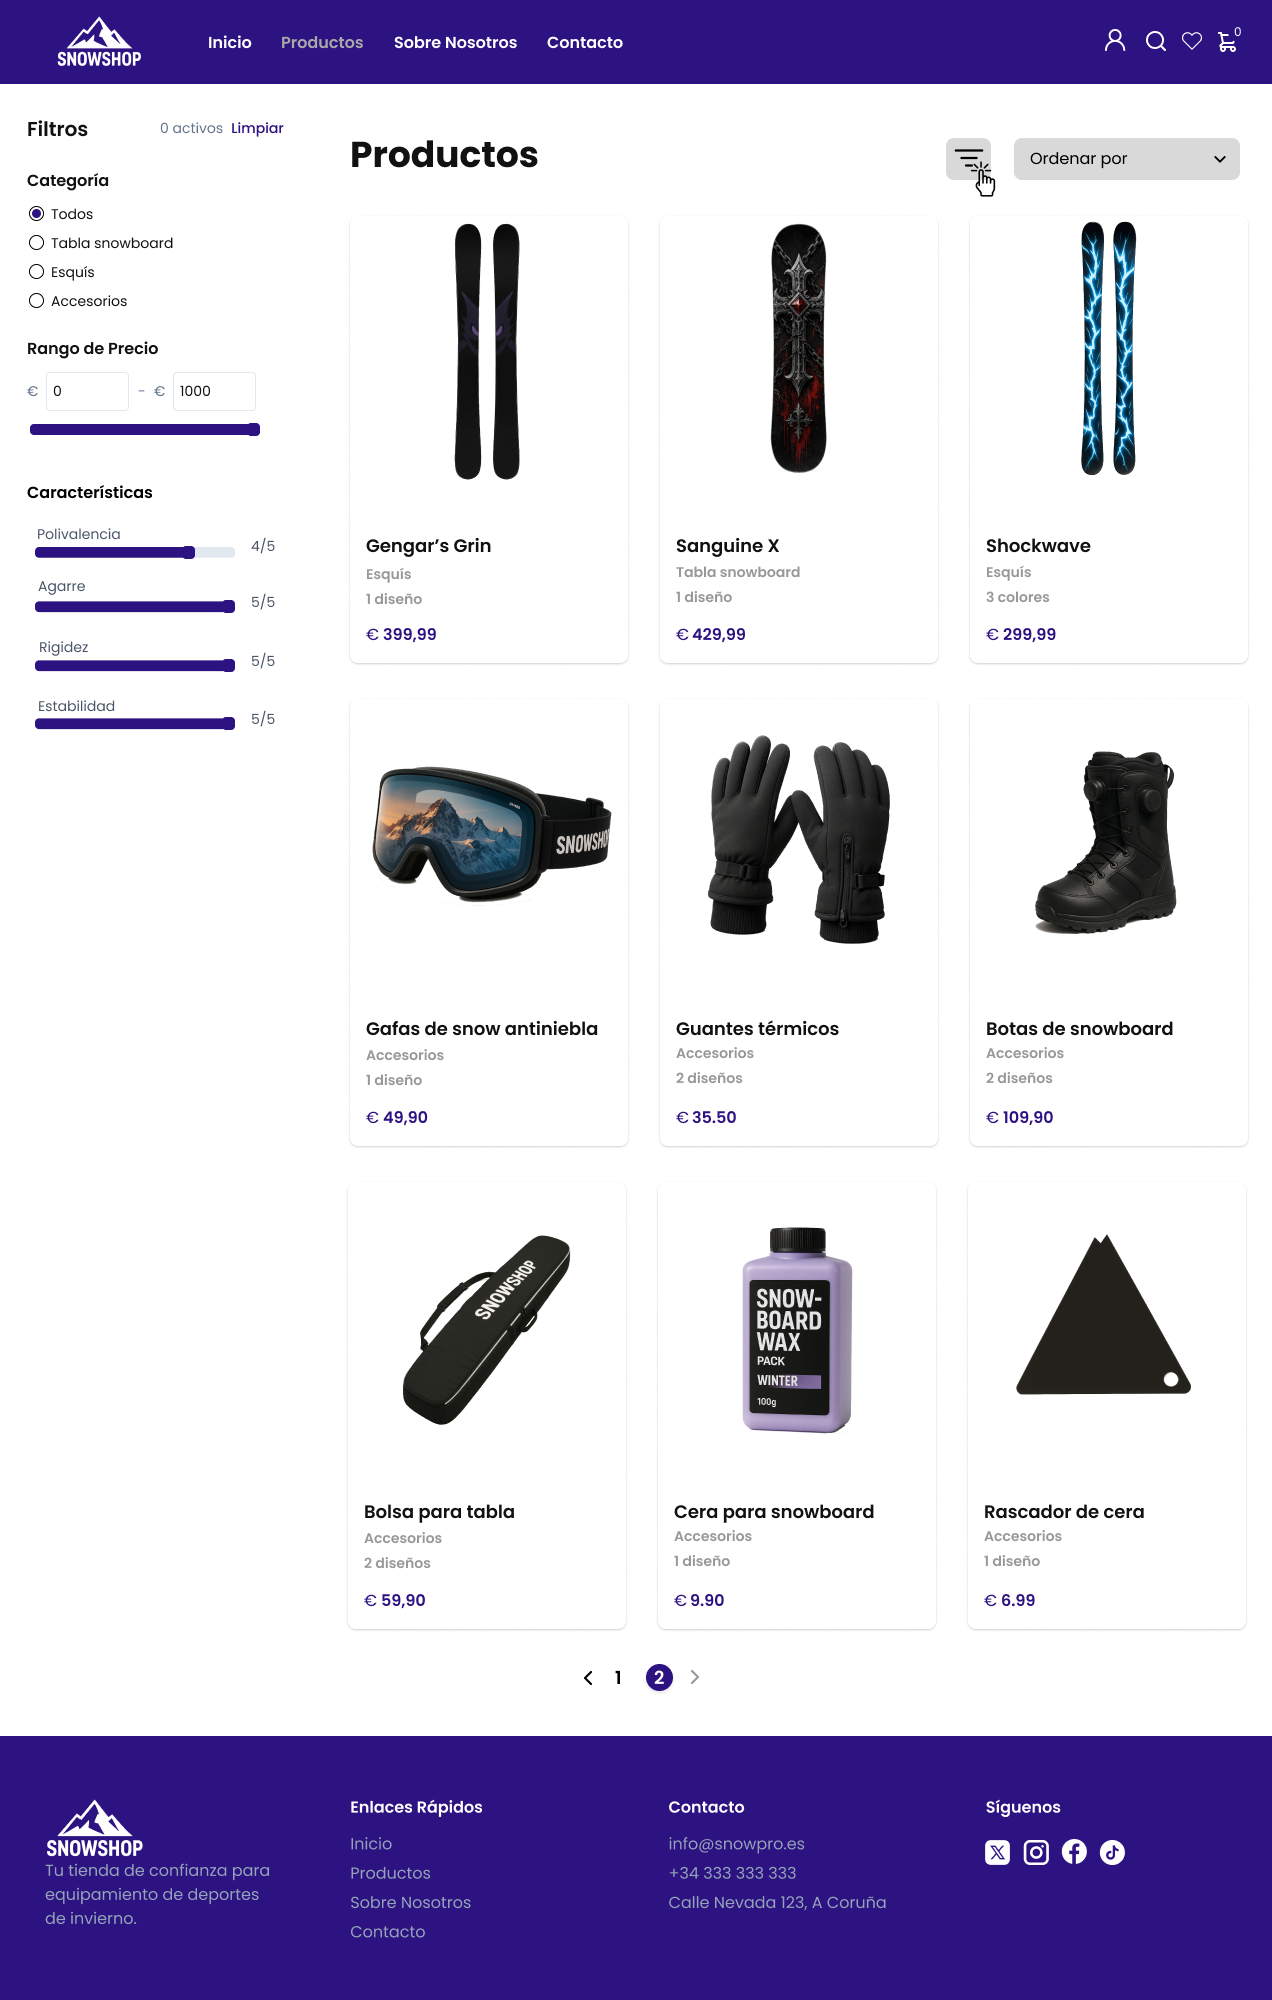 SNOWSHOP
Inicio Productos Sobre Nosotros Contacto
0
Filtros 0 activos Limpiar
Categoría
Todos
Tabla snowboard
Esquís
Accesorios
Rango de Precio
€ 0 - € 1000
Características
Polivalencia 4/5
Agarre 5/5
Rigidez 5/5
Estabilidad 5/5
Productos
Ordenar por
Gengar's Grin
Esquís
1 diseño
€ 399,99
Sanguine X
Tabla snowboard
1 diseño
€ 429,99
Shockwave
Esquís
3 colores
€ 299,99
SNOWSHOP
Gafas de snow antiniebla
Accesorios
1 diseño
€ 49,90
Guantes térmicos
Accesorios
2 diseños
€ 35.50
Botas de snowboard
Accesorios
2 diseños
€ 109,90
SNOWSHOP
Bolsa para tabla
Accesorios
2 diseños
€ 59,90
SNOW-
BOARD
WAX
PACK
WINTER
100g
Cera para snowboard
Accesorios
1 diseño
€ 9.90
Rascador de cera
Accesorios
1 diseño
€ 6.99
1 2
SNOWSHOP
Tu tienda de confianza para
equipamiento de deportes
de invierno.
Enlaces Rápidos
Inicio
Productos
Sobre Nosotros
Contacto
Contacto
info@snowpro.es
+34 333 333 333
Calle Nevada 123, A Coruña
Síguenos